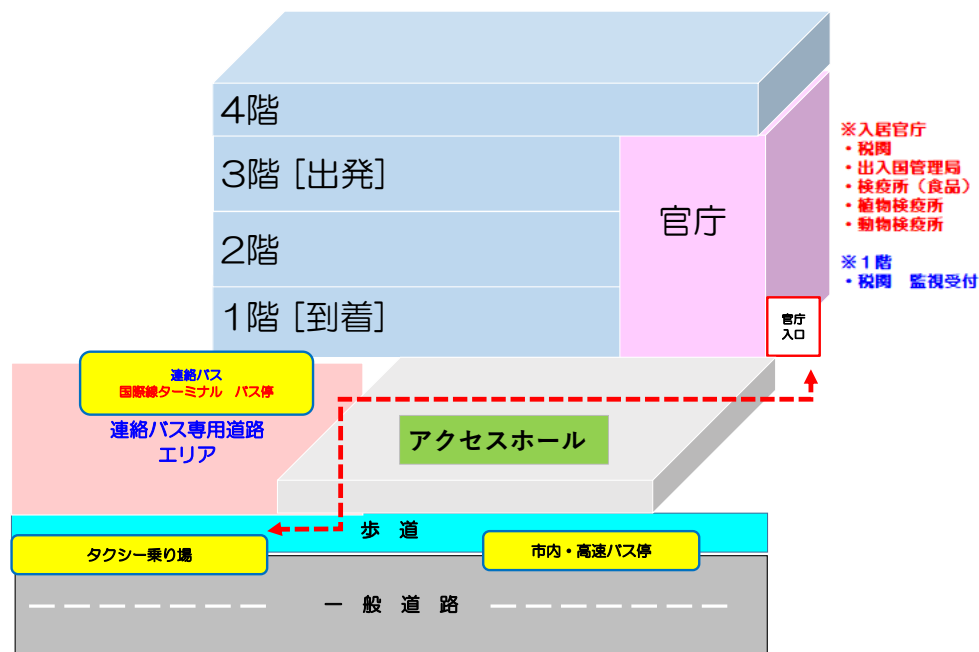 4階
3階 [出発]
2階
1階 [到着]
官庁
※入居官庁
・税関
・出入国管理局
・検疫所（食品）
・植物検疫所
・動物検疫所
※１階
・税関　監視受付
官庁
入口
連絡バス
国際線ターミナル　バス停
連絡バス専用道路
エリア
アクセスホール
歩　道
タクシー乗り場
市内・高速バス停
一　般　道　路